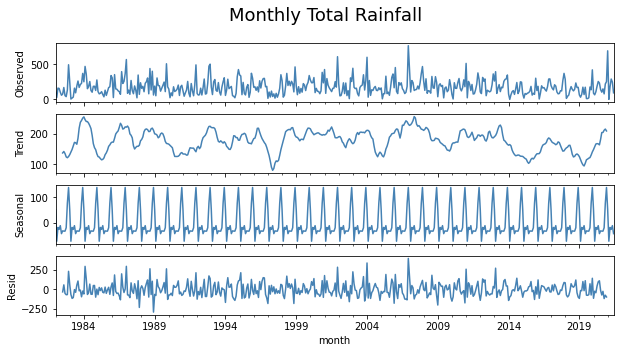 Monthly Total Rainfall
Observed
500
0
Trend
200
100
Seasonal
100
0
Resid
250
0
−250
1984 1989 1994 1999 2004 2009 2014 2019
month